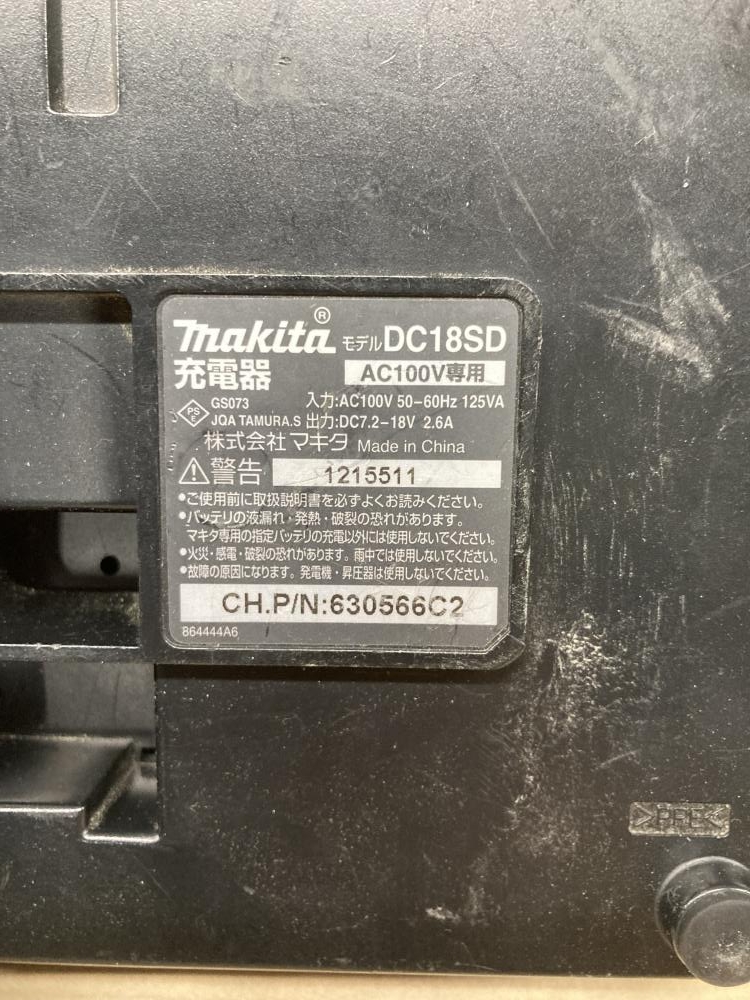 makita® モデル DC18SD
充電器 AC100V専用
PSE GS073 入力:AC100V 50-60Hz 125VA
JQA TAMURA.S 出力:DC7.2-18V 2.6A
株式会社マキタ Made in China
警告 1215511
•ご使用前に取扱説明書を必ずよくお読みください。
•バッテリの液漏れ・発熱・破裂の恐れがあります。
マキタ専用の指定バッテリの充電以外には使用しないでください。
•火災・感電・破裂の恐れがあります。雨中では使用しないでください。
•故障の原因になります。発電機・昇圧器は使用しないでください。
CH.P/N:630566C2
864444A6
>PPE<